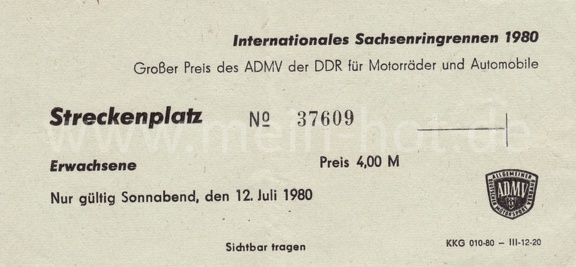 Internationales Sachsenringrennen 1980
Großer Preis des ADMV der DDR für Motorräder und Automobile
Streckenplatz Nº 37609
Erwachsene Preis 4,00 M
Nur gültig Sonnabend, den 12. Juli 1980
ALLGEMEINER
ADMV
Sichtbar tragen KKG 010-80 – III-12-20